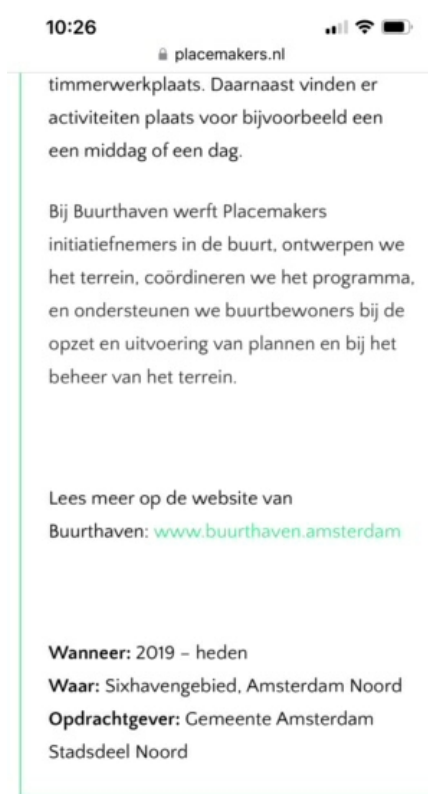 10:26
placemakers.nl
timmerwerkplaats. Daarnaast vinden er
activiteiten plaats voor bijvoorbeeld een
een middag of een dag.
Bij Buurthaven werft Placemakers
initiatiefnemers in de buurt, ontwerpen we
het terrein, coördineren we het programma,
en ondersteunen we buurtbewoners bij de
opzet en uitvoering van plannen en bij het
beheer van het terrein.
Lees meer op de website van
Buurthaven: www.buurthaven.amsterdam
Wanneer: 2019 – heden
Waar: Sixhavengebied, Amsterdam Noord
Opdrachtgever: Gemeente Amsterdam
Stadsdeel Noord